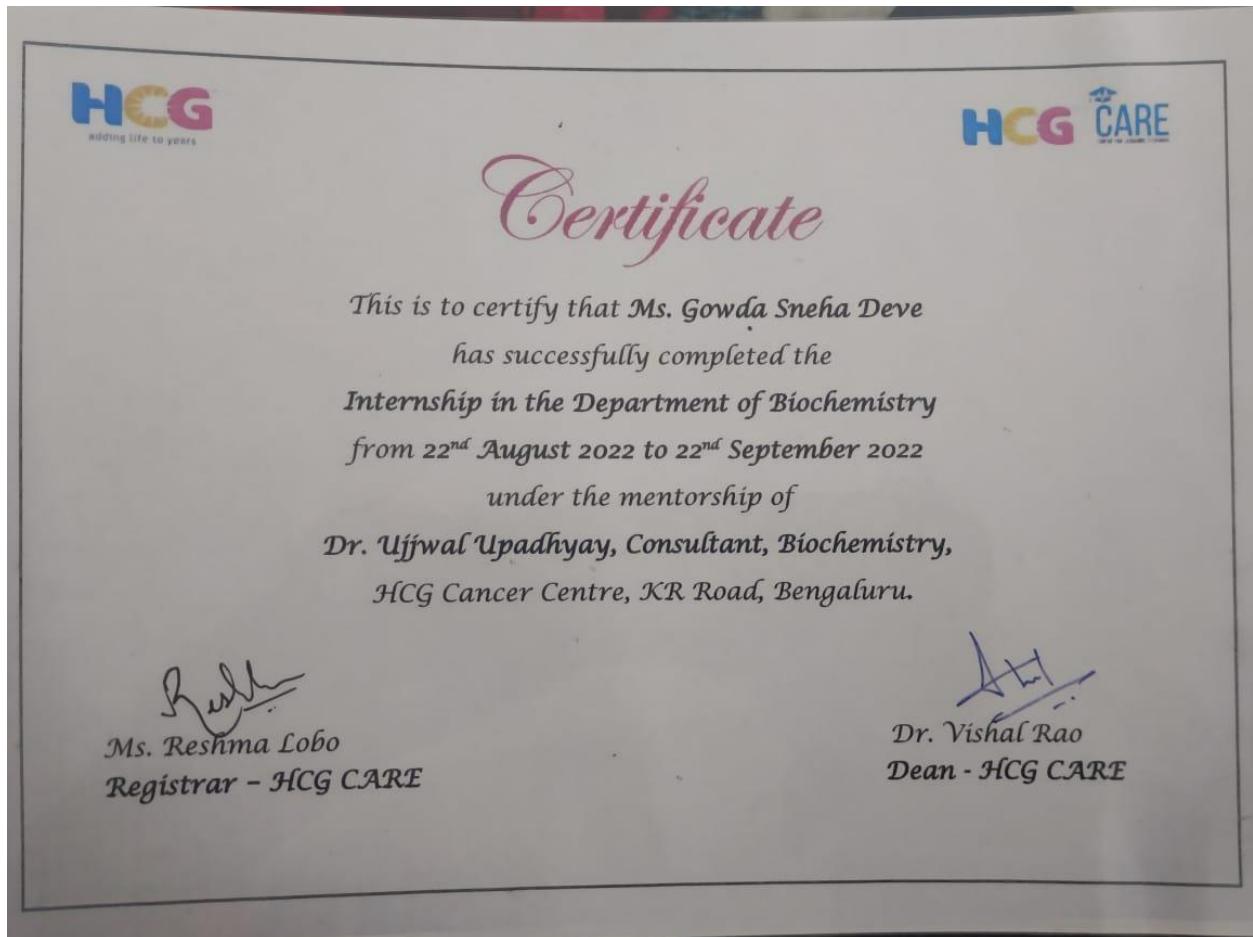 HCG
adding life to years
HCG CARE
Certificate
This is to certify that Ms. Gowda Sneha Deve
has successfully completed the
Internship in the Department of Biochemistry
from 22nd August 2022 to 22nd September 2022
under the mentorship of
Dr. Ujjwal Upadhyay, Consultant, Biochemistry,
HCG Cancer Centre, KR Road, Bengaluru.
Ms. Reshma Lobo
Registrar – HCG CARE
Dr. Vishal Rao
Dean - HCG CARE